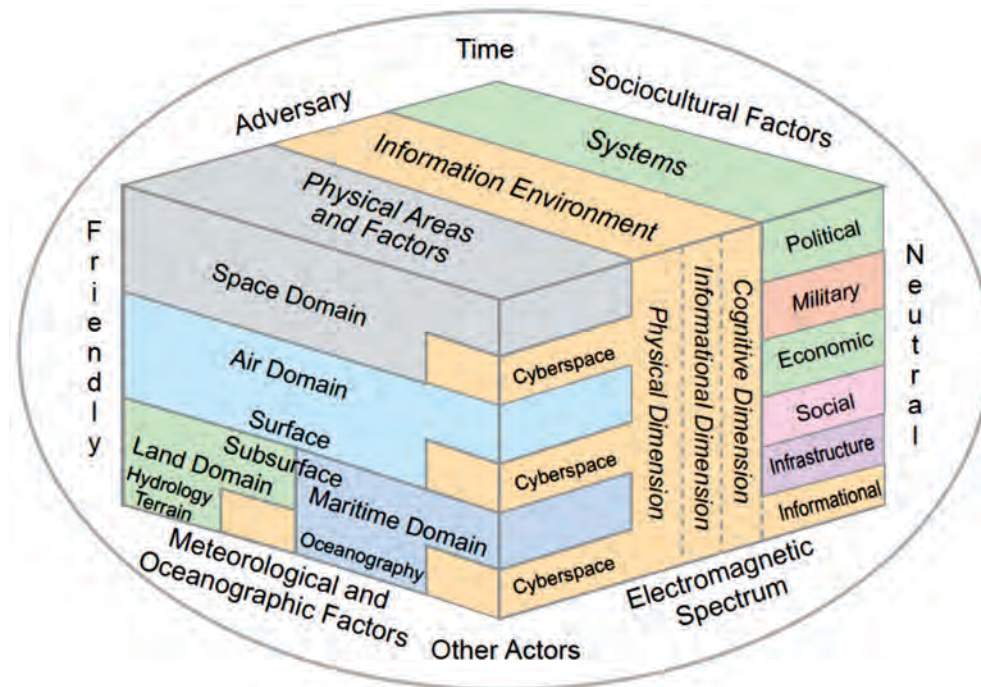 Time
Adversary
Sociocultural Factors
Systems
Information Environment
Physical Areas
and Factors
Friendly
Neutral
Space Domain
Air Domain
Surface
Subsurface
Land Domain
Hydrology
Terrain
Maritime Domain
Oceanography
Cyberspace
Cyberspace
Cyberspace
Physical Dimension
Informational Dimension
Cognitive Dimension
Political
Military
Economic
Social
Infrastructure
Informational
Meteorological and
Oceanographic Factors
Electromagnetic
Spectrum
Other Actors